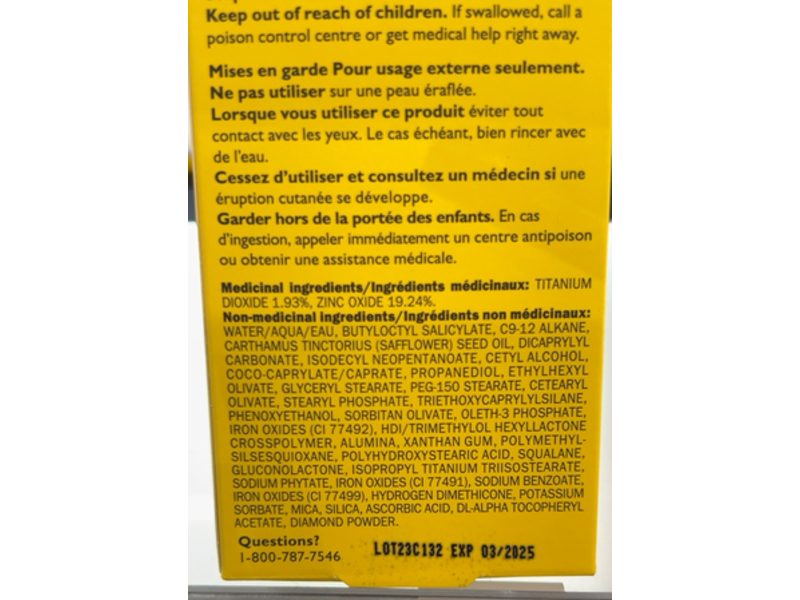 Keep out of reach of children. If swallowed, call a
poison control centre or get medical help right away.
Mises en garde Pour usage externe seulement.
Ne pas utiliser sur une peau éraflée.
Lorsque vous utiliser ce produit éviter tout
contact avec les yeux. Le cas échéant, bien rincer avec
de l'eau.
Cessez d'utiliser et consultez un médecin si une
éruption cutanée se développe.
Garder hors de la portée des enfants. En cas
d'ingestion, appeler immédiatement un centre antipoison
ou obtenir une assistance médicale.
Medicinal ingredients/Ingrédients médicinaux: TITANIUM
DIOXIDE 1.93%, ZINC OXIDE 19.24%.
Non-medicinal ingredients/Ingrédients non médicinaux:
WATER/AQUA/EAU, BUTYLOCTYL SALICYLATE, C9-12 ALKANE,
CARTHAMUS TINCTORIUS (SAFFLOWER) SEED OIL, DICAPRYLYL
CARBONATE, ISODECYL NEOPENTANOATE, CETYL ALCOHOL,
COCO-CAPRYLATE/CAPRATE, PROPANEDIOL, ETHYLHEXYL
OLIVATE, GLYCERYL STEARATE, PEG-150 STEARATE, CETEARYL
OLIVATE, STEARYL PHOSPHATE, TRIETHOXYCAPRYLYLSILANE,
PHENOXYETHANOL, SORBITAN OLIVATE, OLETH-3 PHOSPHATE,
IRON OXIDES (CI 77492), HDI/TRIMETHYLOL HEXYLLACTONE
CROSSPOLYMER, ALUMINA, XANTHAN GUM, POLYMETHYL-
SILSESQUIOXANE, POLYHYDROXYSTEARIC ACID, SQUALANE,
GLUCONOLACTONE, ISOPROPYL TITANIUM TRIISOSTEARATE,
SODIUM PHYTATE, IRON OXIDES (CI 77491), SODIUM BENZOATE,
IRON OXIDES (CI 77499), HYDROGEN DIMETHICONE, POTASSIUM
SORBATE, MICA, SILICA, ASCORBIC ACID, DL-ALPHA TOCOPHERYL
ACETATE, DIAMOND POWDER.
Questions?
1-800-787-7546
LOT23C132 EXP 03/2025